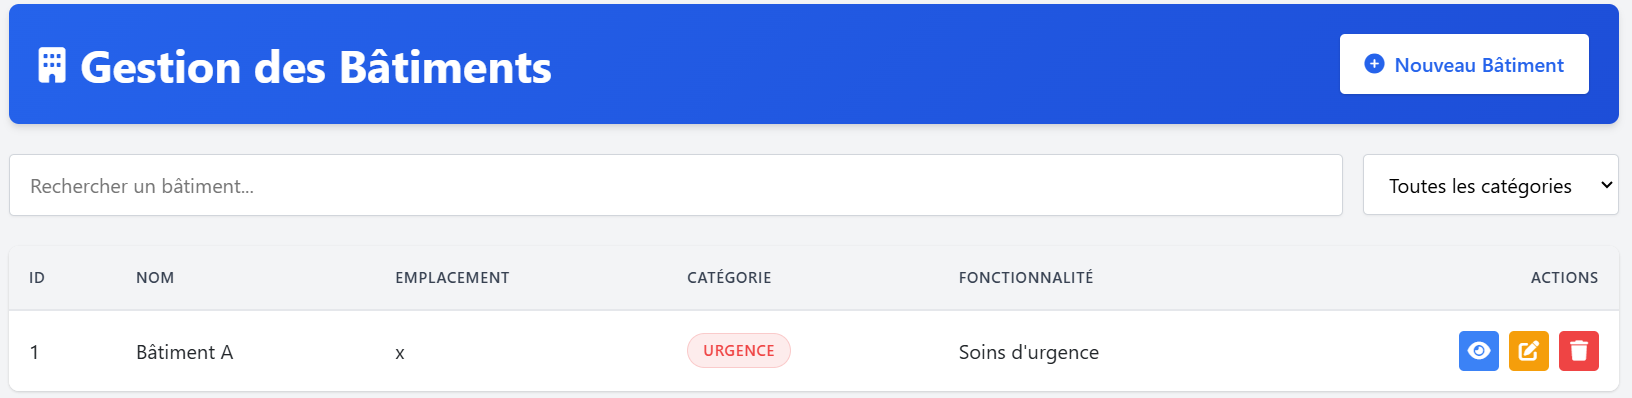 Gestion des Bâtiments
Nouveau Bâtiment
Rechercher un bâtiment...
Toutes les catégories
ID NOM EMPLACEMENT CATÉGORIE FONCTIONNALITÉ ACTIONS
1 Bâtiment A x URGENCE Soins d'urgence